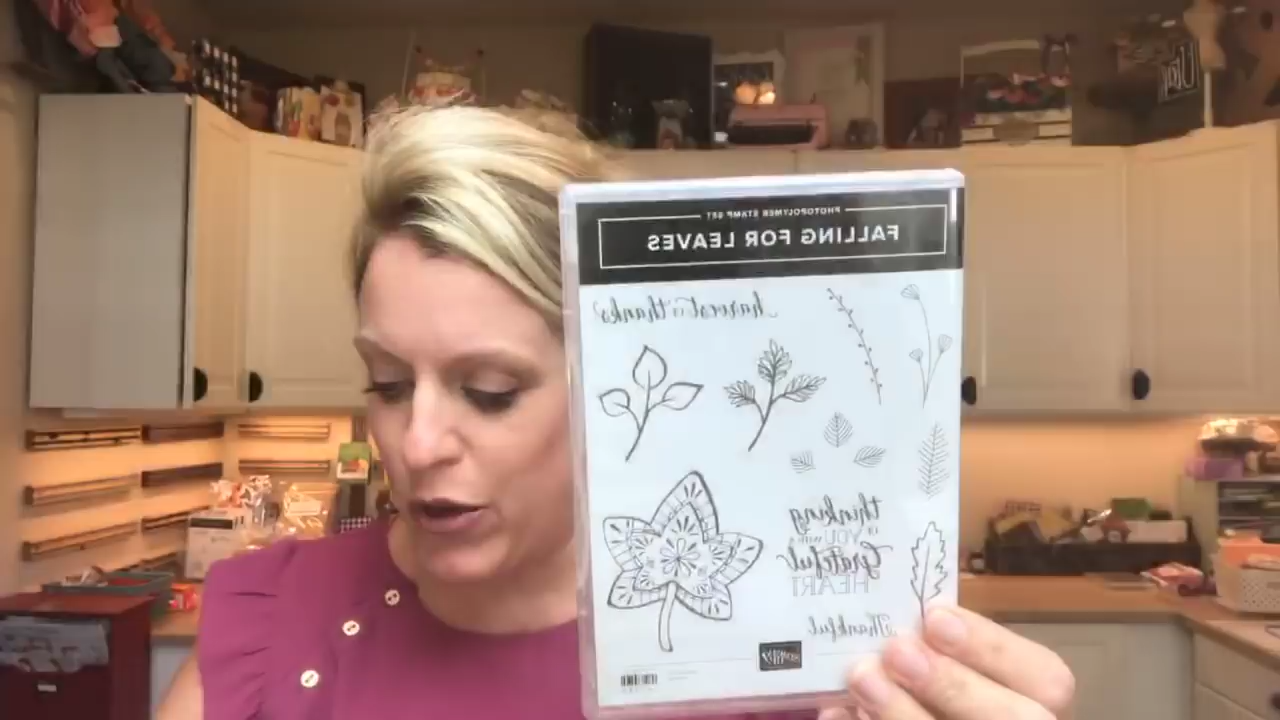 PHOTOPOLYMER STAMP SET
FALLING FOR LEAVES
harvest of thanks
thinking
of YOU with a
Grateful
HEART
Thankful